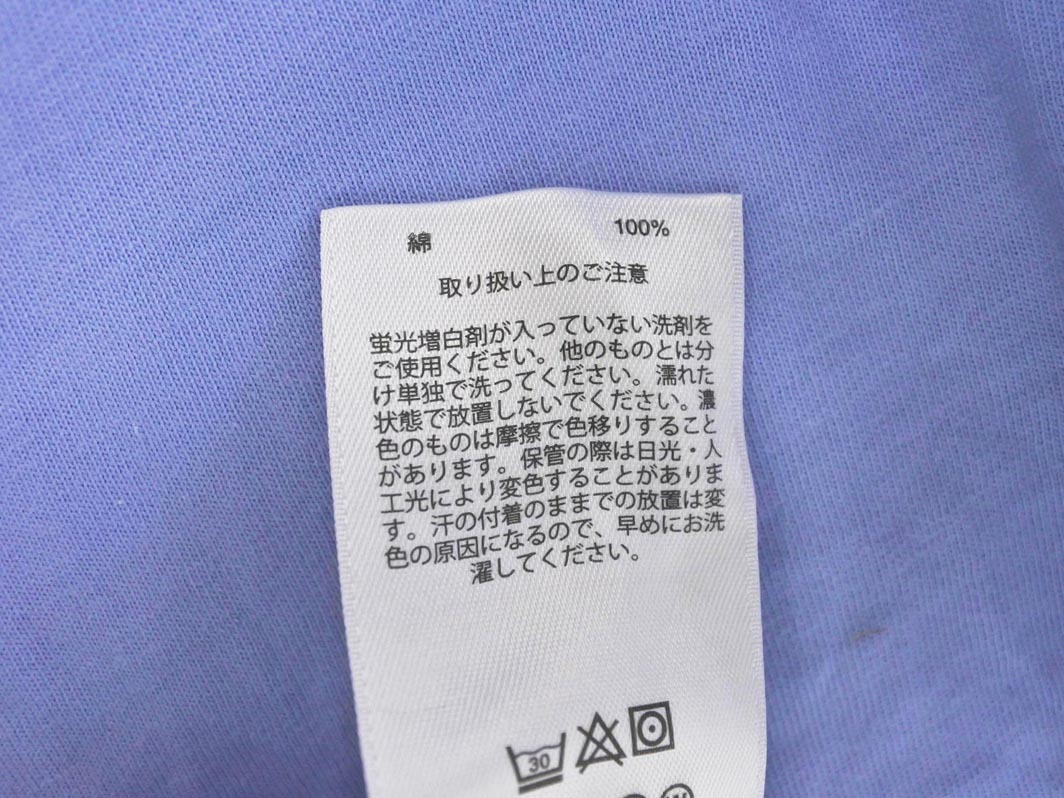 綿 100%
取り扱い上のご注意
蛍光増白剤が入っていない洗剤を
ご使用ください。他のものとは分
け単独で洗ってください。濡れた
状態で放置しないでください。濃
色のものは摩擦で色移りすること
があります。保管の際は日光・人
工光により変色することがありま
す。汗の付着のままでの放置は変
色の原因になるので、早めにお洗
濯してください。
30
W